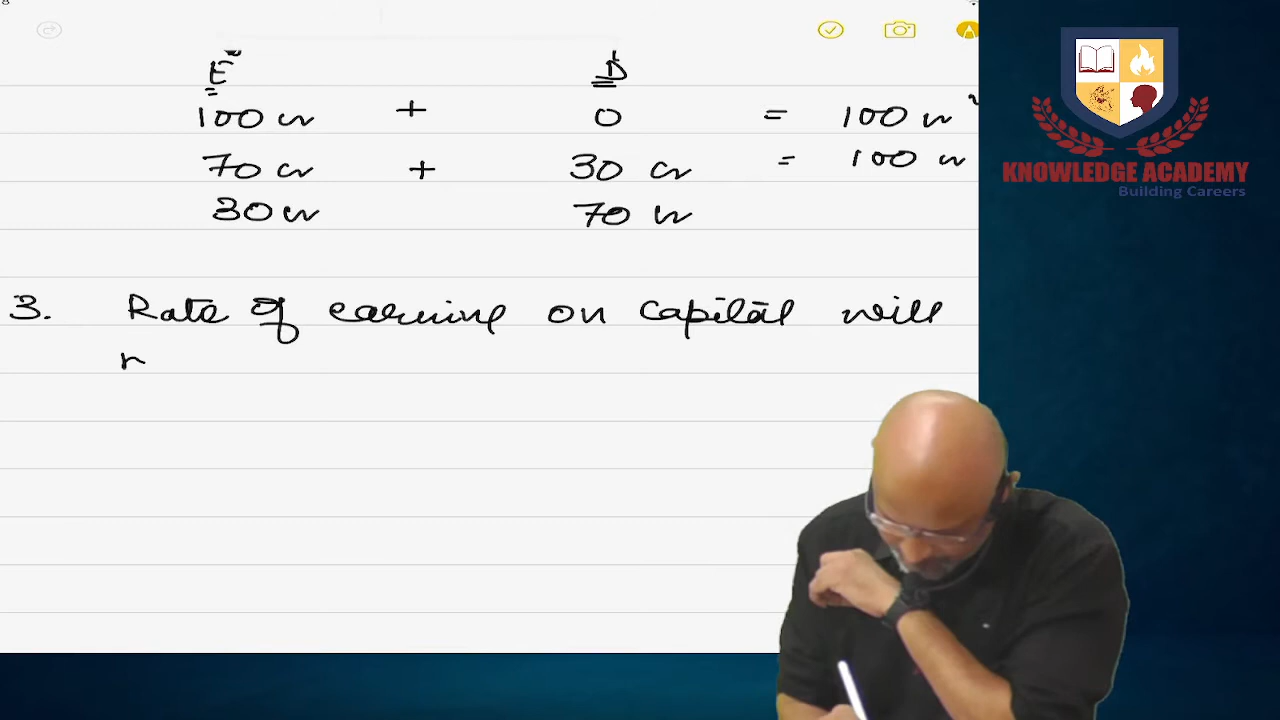 E D
100 cr + 0 = 100 cr
70 cr + 30 cr = 100 cr
30 cr 70 cr
3. Rate of earning on capital will
r
KNOWLEDGE ACADEMY
Building Careers